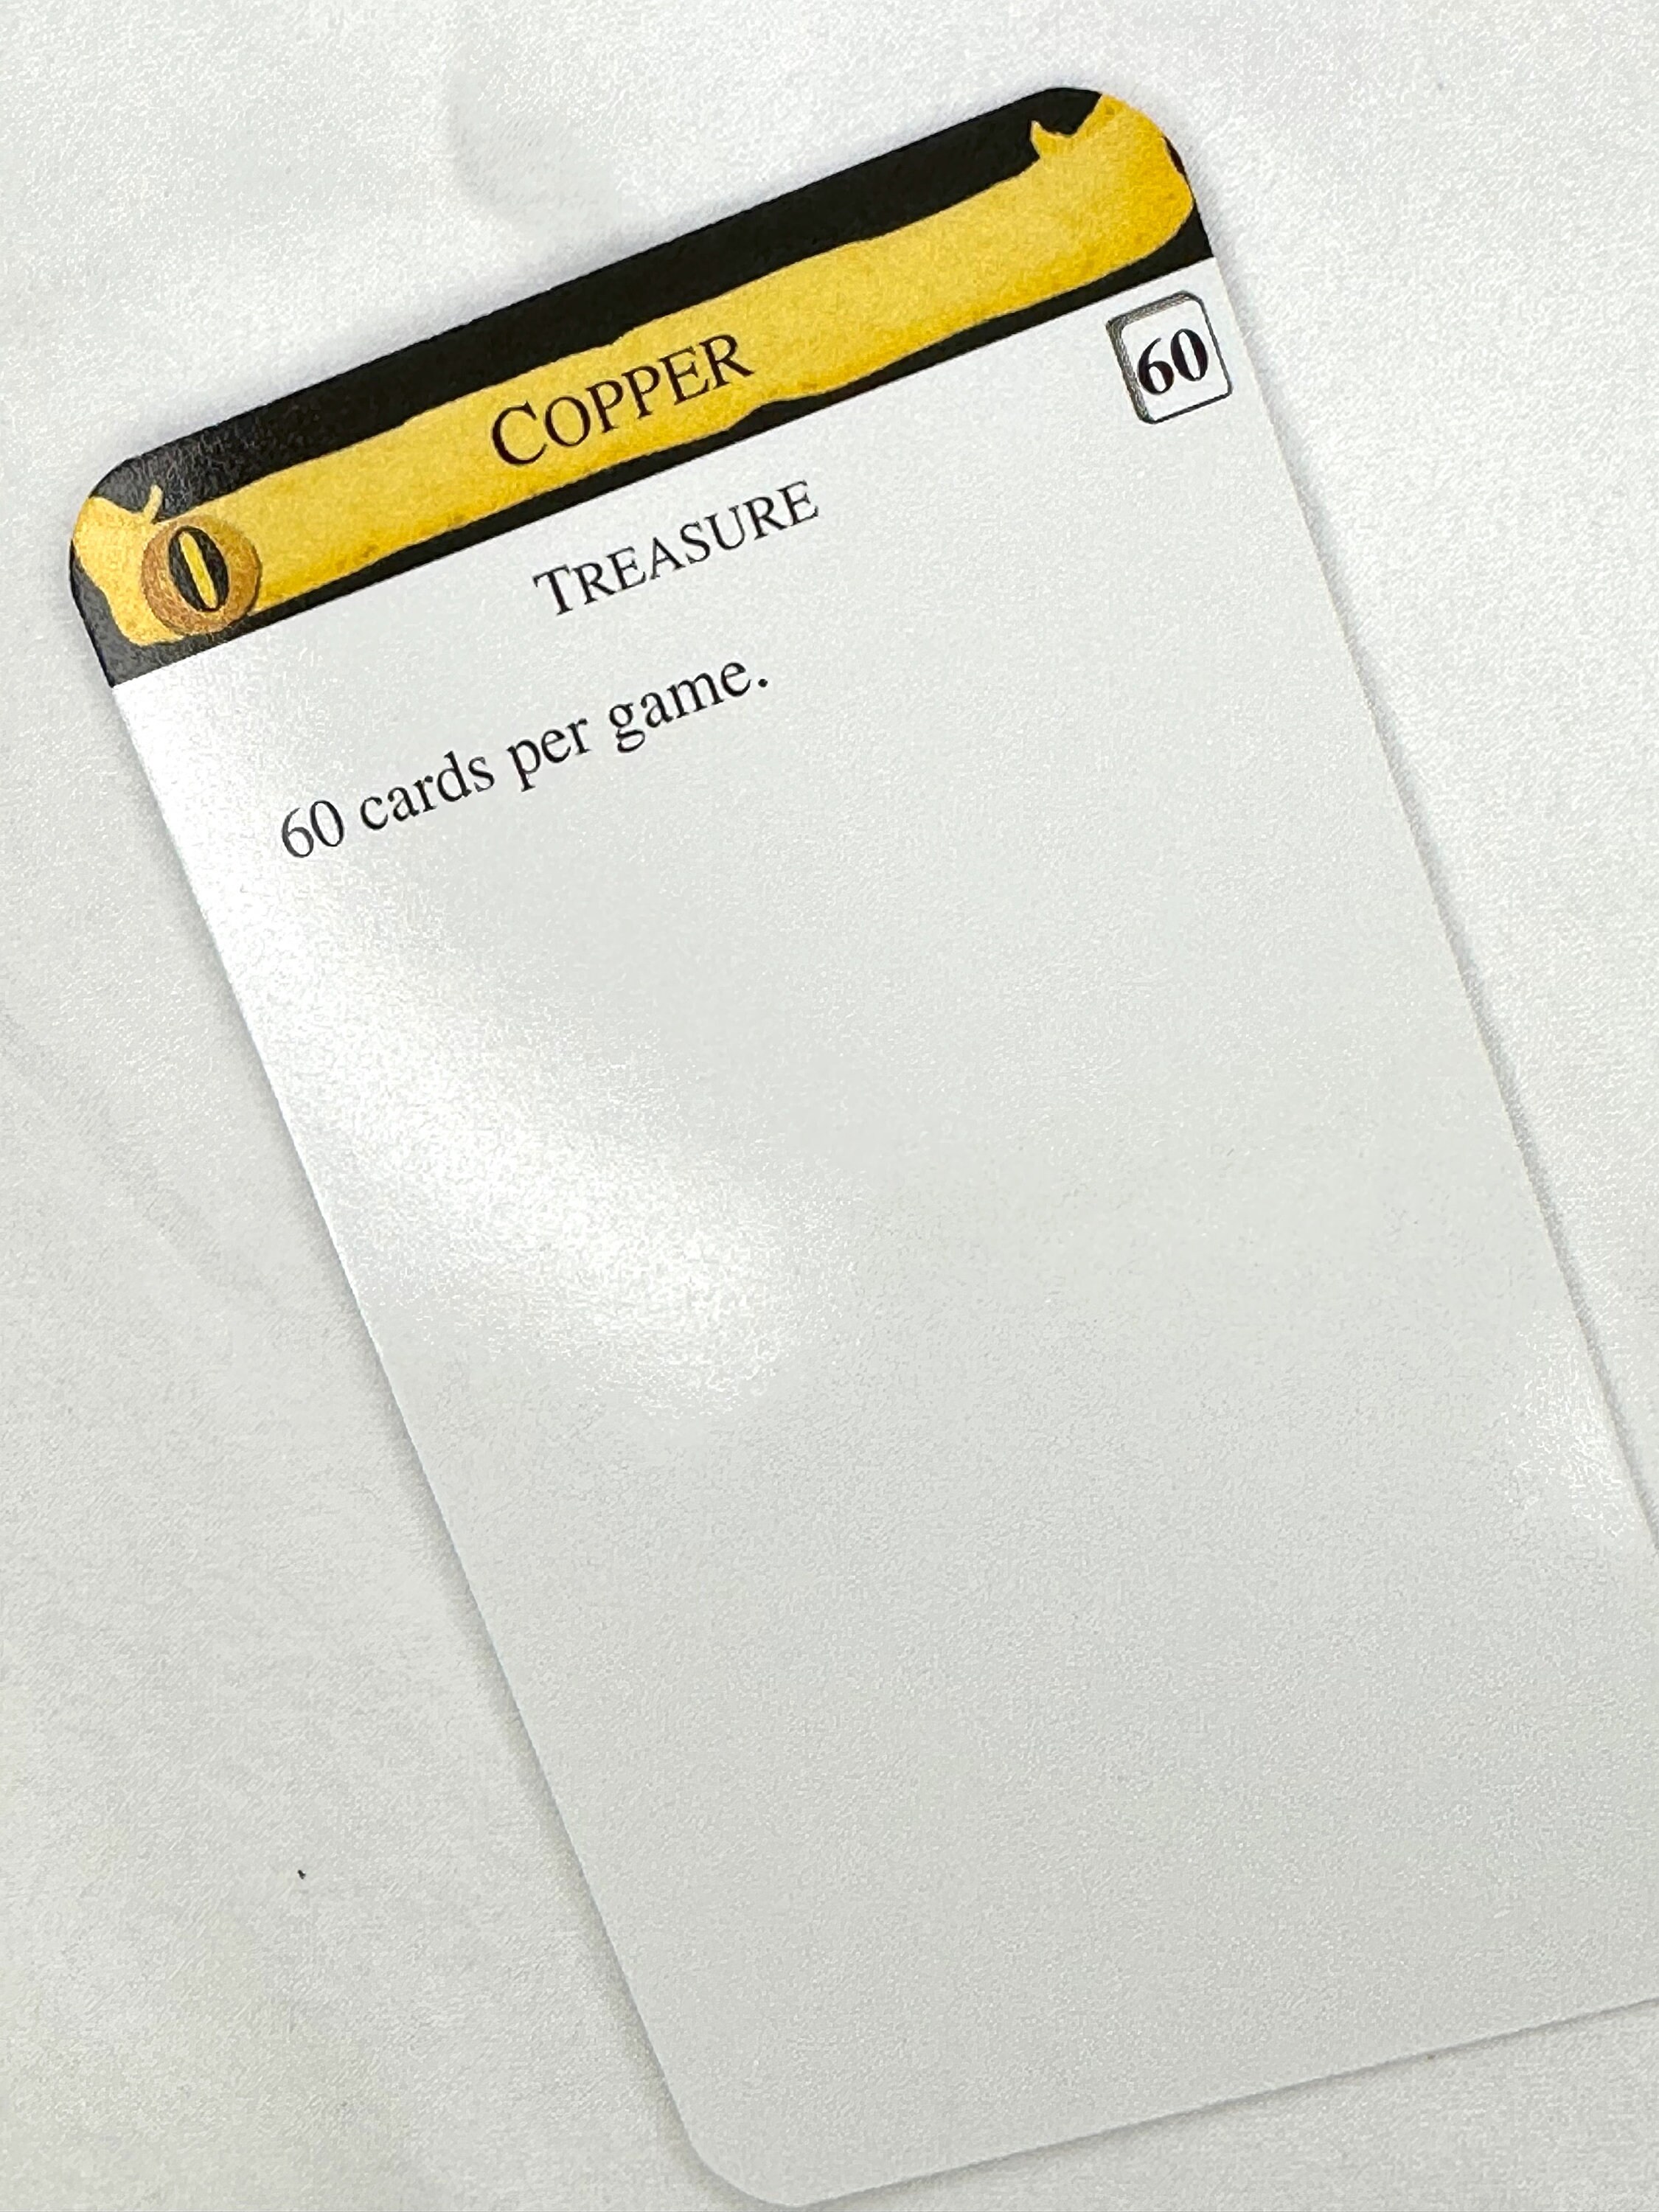 COPPER
0
60
TREASURE
60 cards per game.